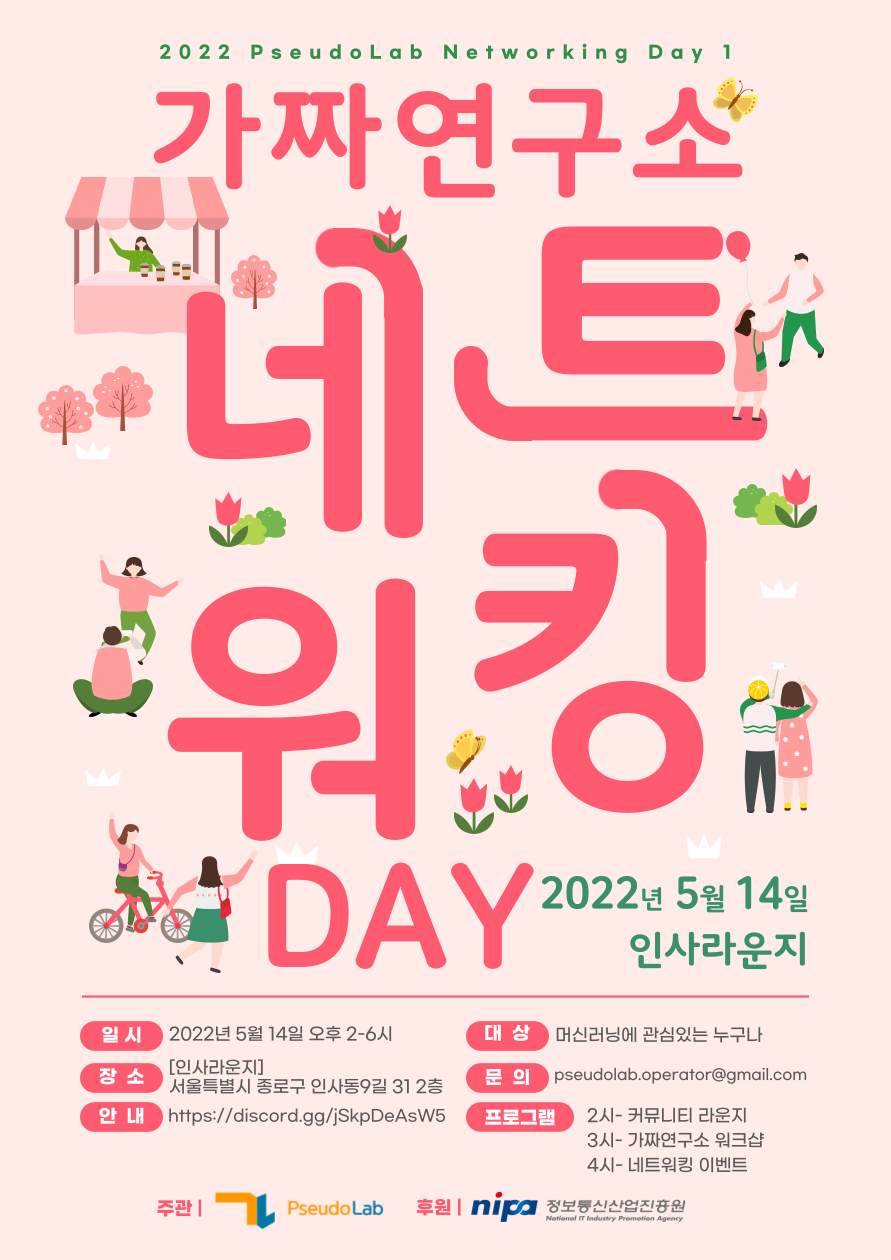 2022 PseudoLab Networking Day 1
가짜연구소
네트
워킹
DAY
2022년 5월 14일
인사라운지
일시 2022년 5월 14일 오후 2-6시
장 소 [인사라운지]
서울특별시 종로구 인사동9길 31 2층
안 내 https://discord.gg/jSkpDeAsW5
대 상 머신러닝에 관심있는 누구나
문 의 pseudolab.operator@gmail.com
프로그램 2시- 커뮤니티 라운지
3시- 가짜연구소 워크샵
4시- 네트워킹 이벤트
주관 | PseudoLab 후원 | nipa 정보통신산업진흥원
National IT Industry Promotion Agency